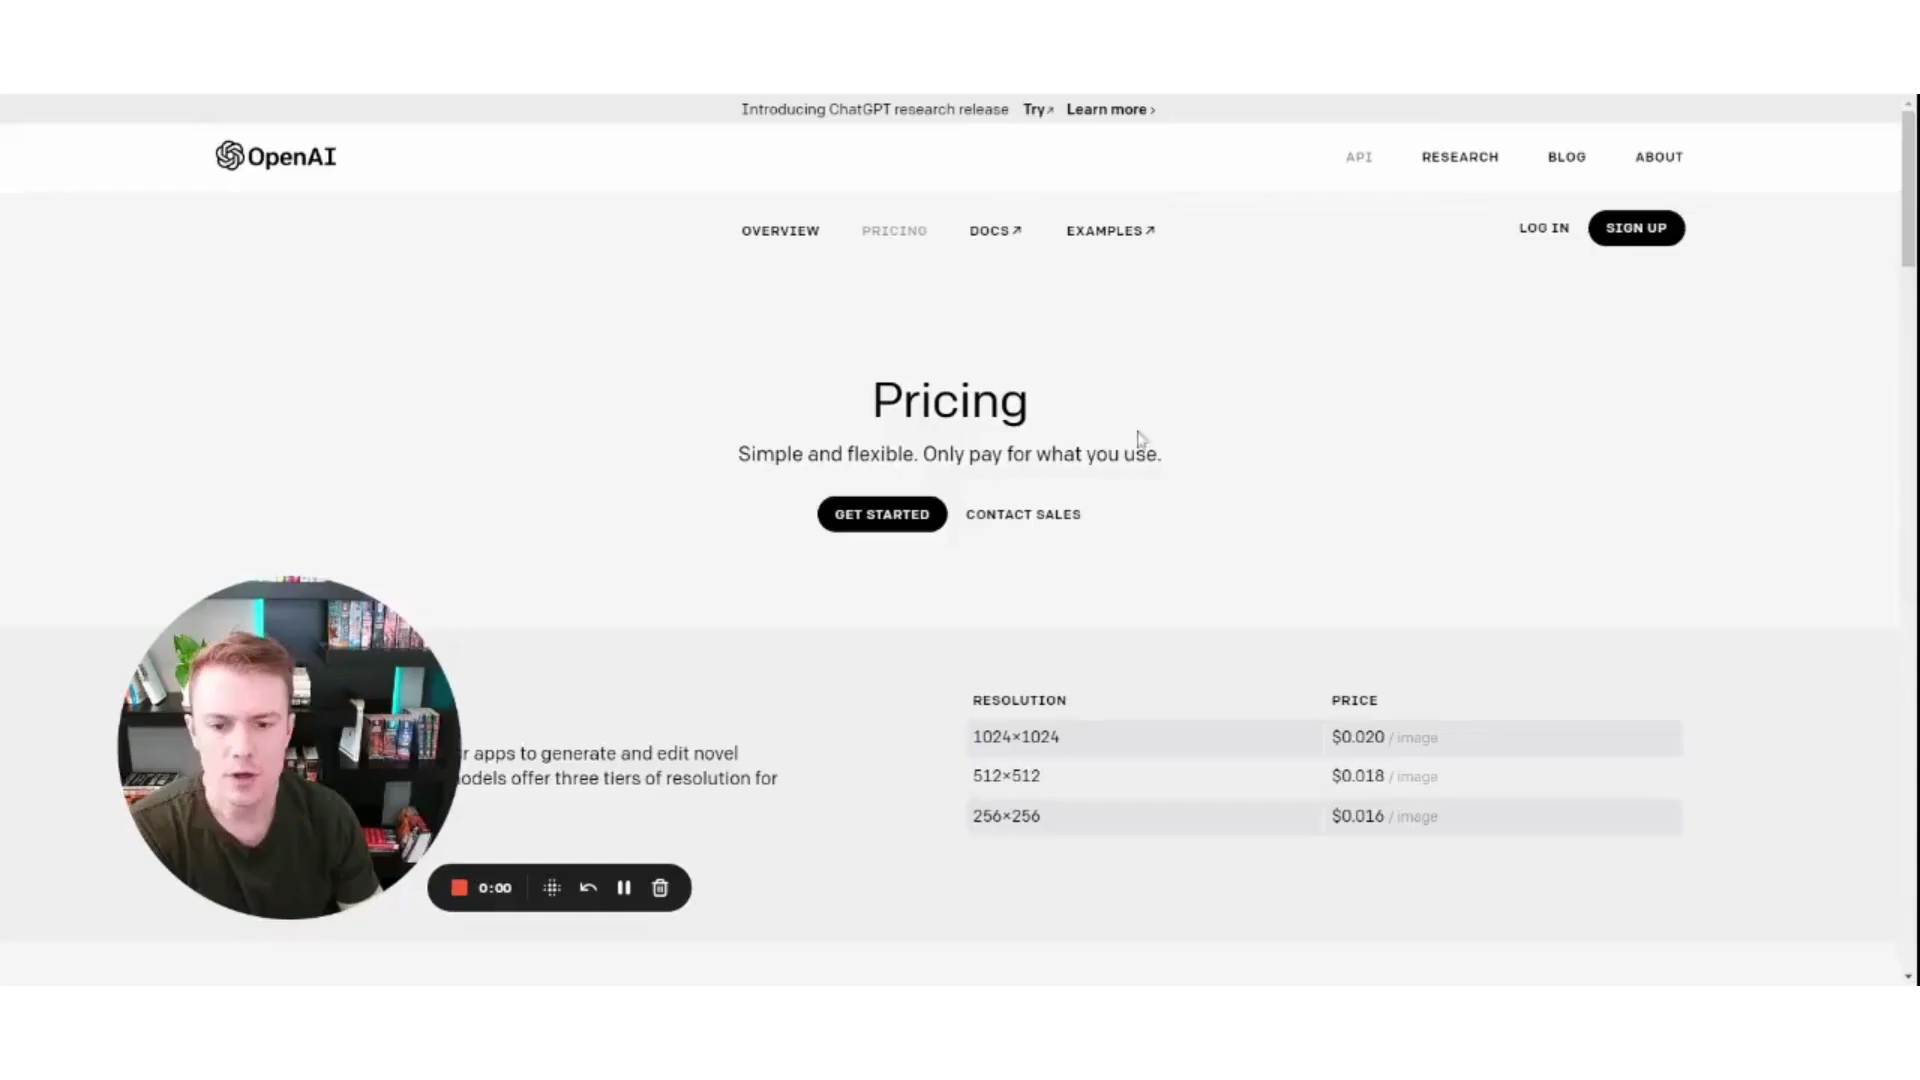 Introducing ChatGPT research release Try↗ Learn more ›
OpenAI
API RESEARCH BLOG ABOUT
OVERVIEW PRICING DOCS↗ EXAMPLES↗
LOG IN SIGN UP
Pricing
Simple and flexible. Only pay for what you use.
GET STARTED CONTACT SALES
apps to generate and edit novel
offer three tiers of resolution for
RESOLUTION PRICE
1024×1024 $0.020 / image
512×512 $0.018 / image
256×256 $0.016 / image
0:00